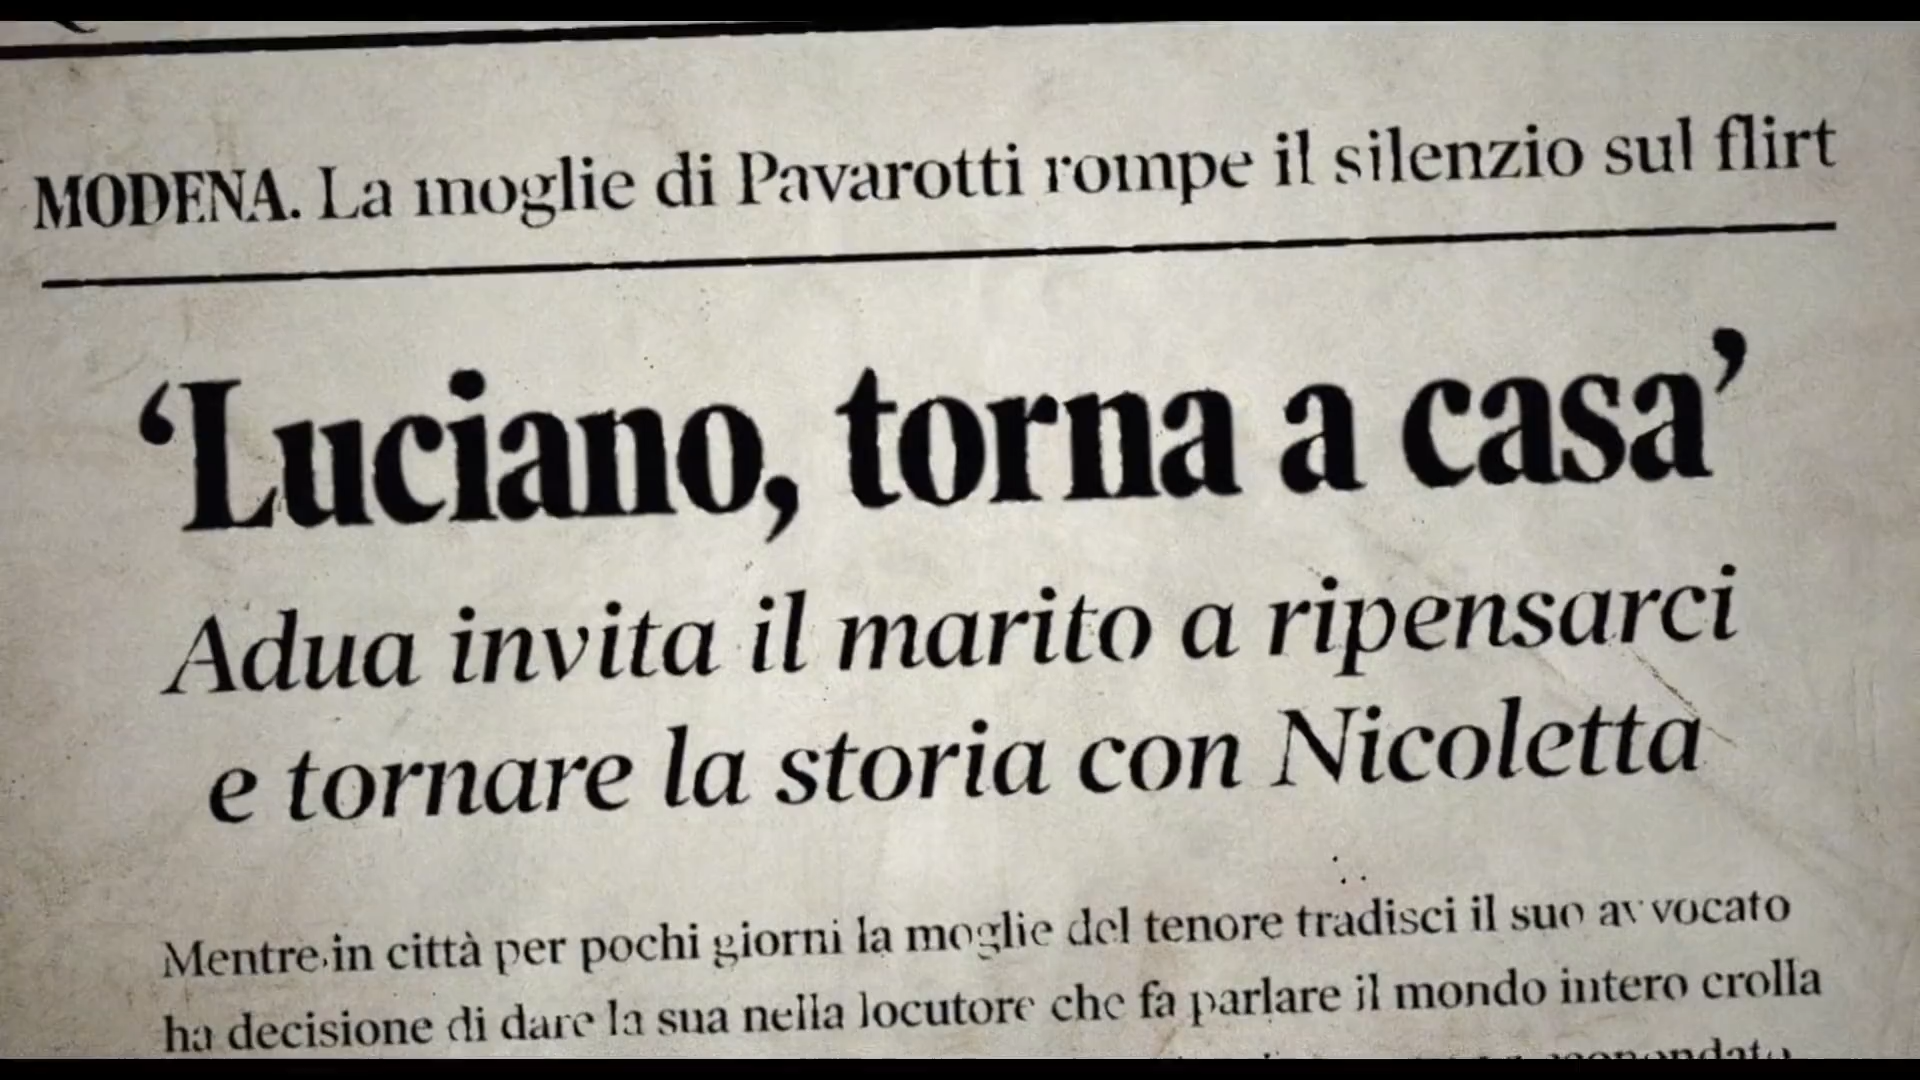 MODENA. La moglie di Pavarotti rompe il silenzio sul flirt
‘Luciano, torna a casa’
Adua invita il marito a ripensarci
e tornare la storia con Nicoletta
Mentre in città per pochi giorni la moglie del tenore tradisci il suo avvocato
ha decisione di dare la sua nella locutore che fa parlare il mondo intero crolla